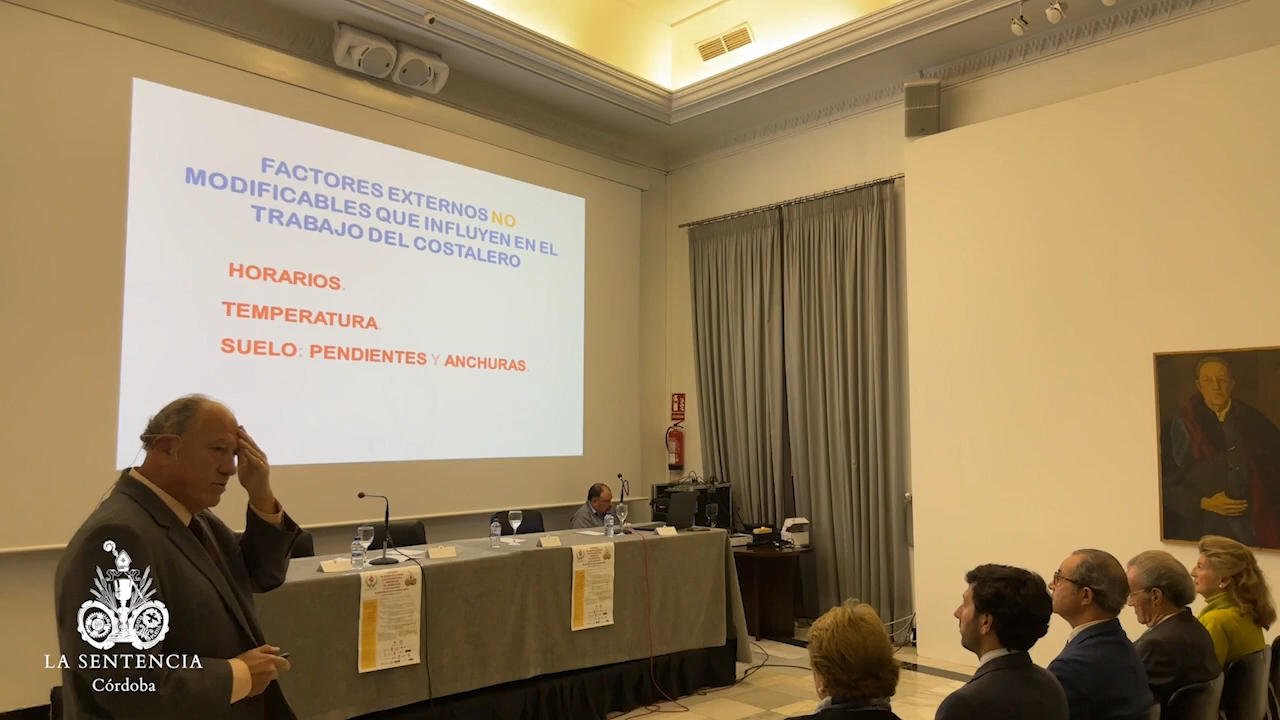 FACTORES EXTERNOS NO
MODIFICABLES QUE INFLUYEN EN EL
TRABAJO DEL COSTALERO
HORARIOS.
TEMPERATURA.
SUELO: PENDIENTES Y ANCHURAS.
LA SENTENCIA
Córdoba